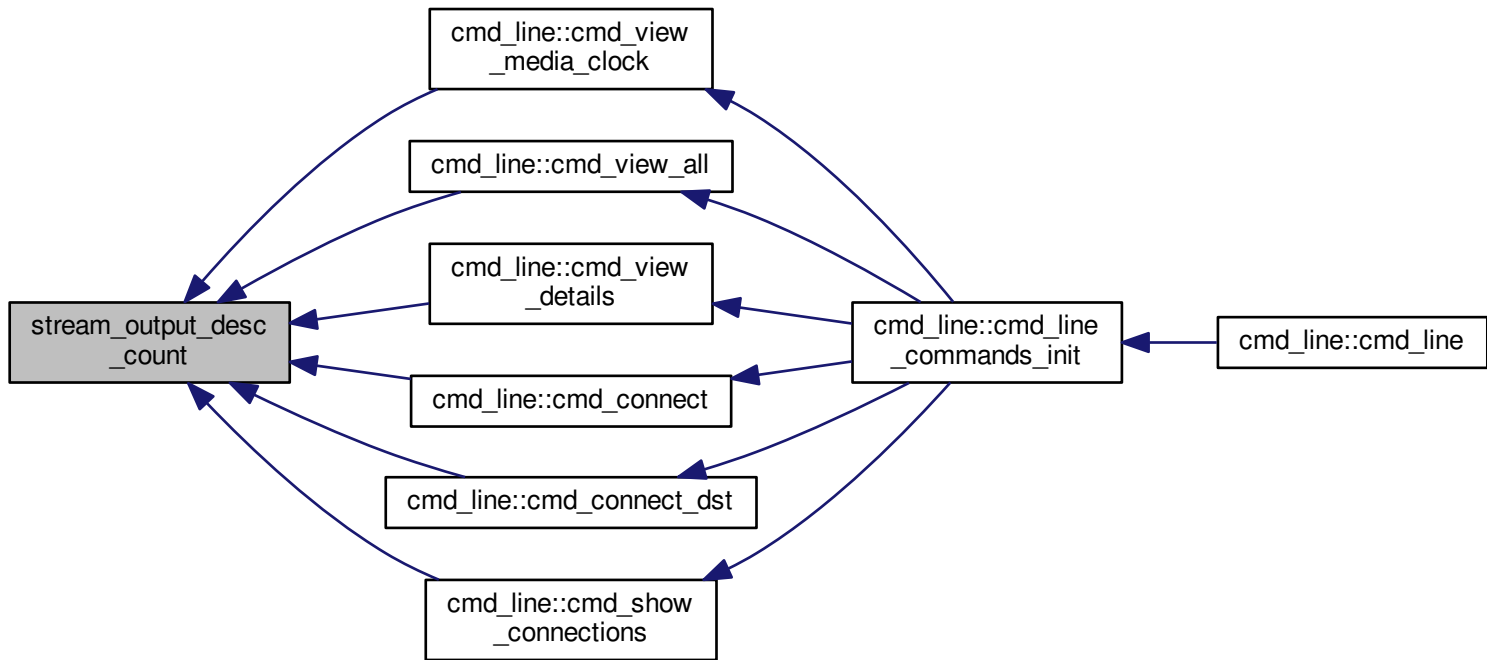 cmd_line::cmd_view
_media_clock
cmd_line::cmd_view_all
cmd_line::cmd_view
_details
stream_output_desc
_count
cmd_line::cmd_line
_commands_init
cmd_line::cmd_line
cmd_line::cmd_connect
cmd_line::cmd_connect_dst
cmd_line::cmd_show
_connections